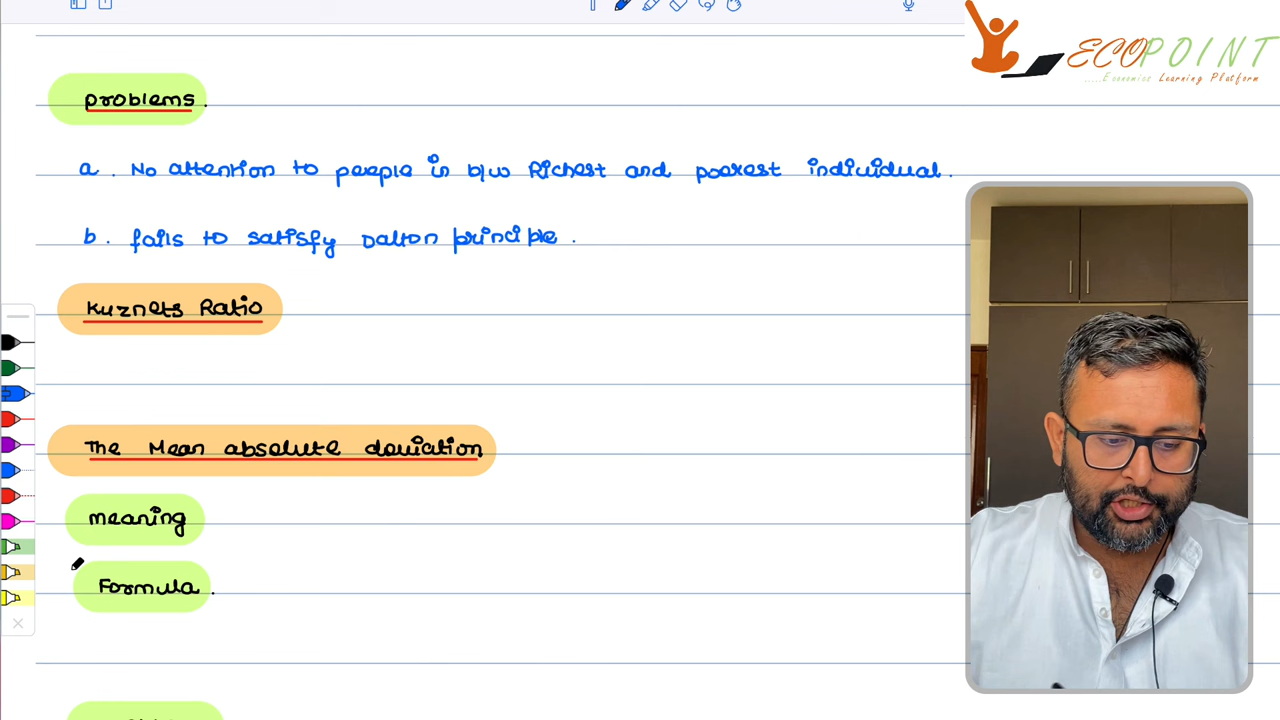 ECOPOINT
.....Economics Learning Platform
problems.
a. No attention to people in b/w Richest and poorest individual.
b. fails to satisfy Dalton principle.
Kuznets Ratio
The Mean absolute deviation
meaning
Formula.